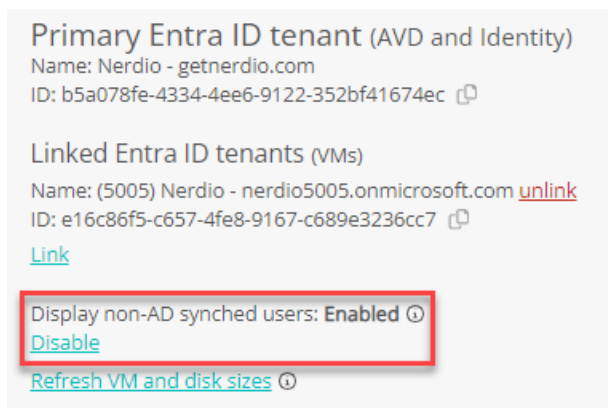 Primary Entra ID tenant (AVD and Identity)
Name: Nerdio - getnerdio.com
ID: b5a078fe-4334-4ee6-9122-352bf41674ec
Linked Entra ID tenants (VMs)
Name: (5005) Nerdio - nerdio5005.onmicrosoft.com unlink
ID: e16c86f5-c657-4fe8-9167-c689e3236cc7
Link
Display non-AD synched users: Enabled
Disable
Refresh VM and disk sizes